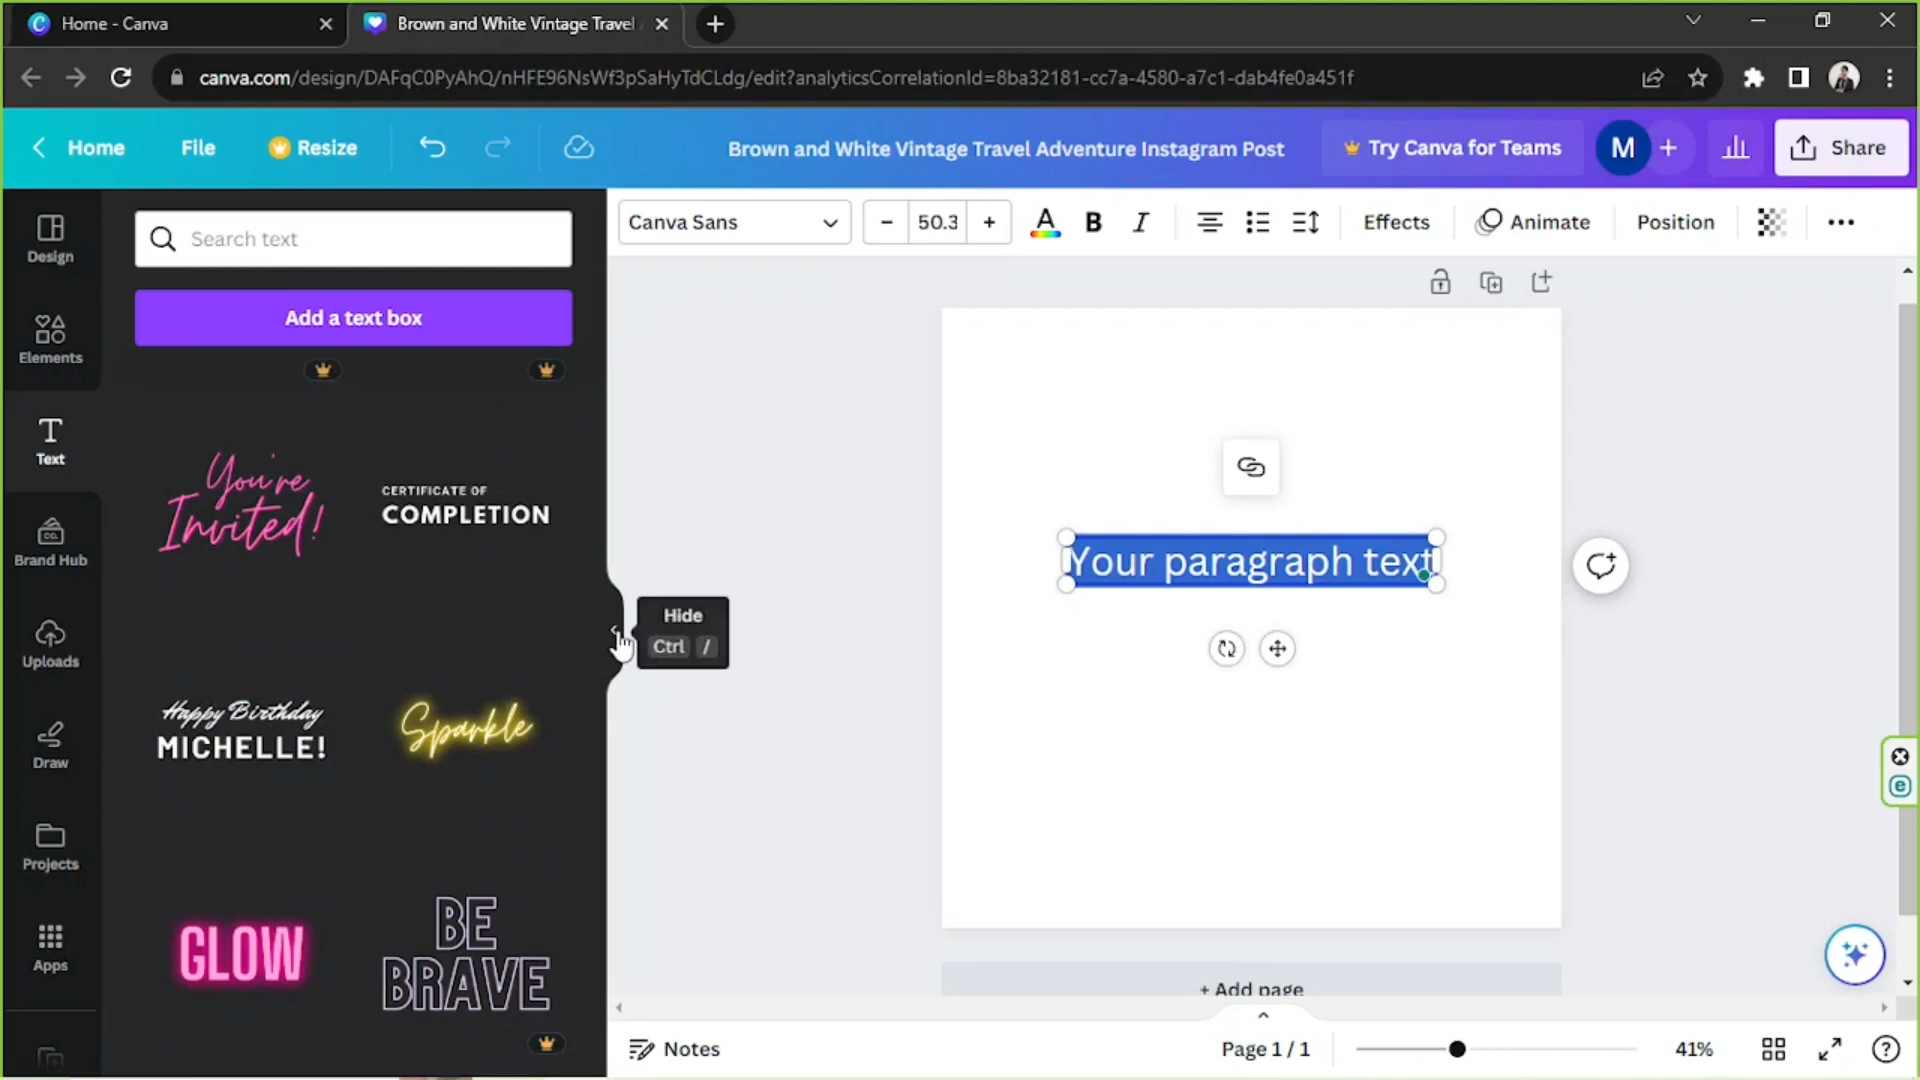 Home - Canva
Brown and White Vintage Travel
canva.com/design/DAFqC0PyAhQ/nHFE96NsWf3pSaHyTdCLdg/edit?analyticsCorrelationId=8ba32181-cc7a-4580-a7c1-dab4fe0a451f
Home
File
Resize
Brown and White Vintage Travel Adventure Instagram Post
Try Canva for Teams
M
Share
Design
Elements
Text
Brand Hub
Uploads
Draw
Projects
Apps
Search text
Add a text box
You're
Invited!
CERTIFICATE OF
COMPLETION
Happy Birthday
MICHELLE!
Sparkle
GLOW
BE
BRAVE
Canva Sans
50.3
A
B
I
Effects
Animate
Position
Your paragraph text
Hide
Ctrl /
+ Add page
Notes
Page 1 / 1
41%